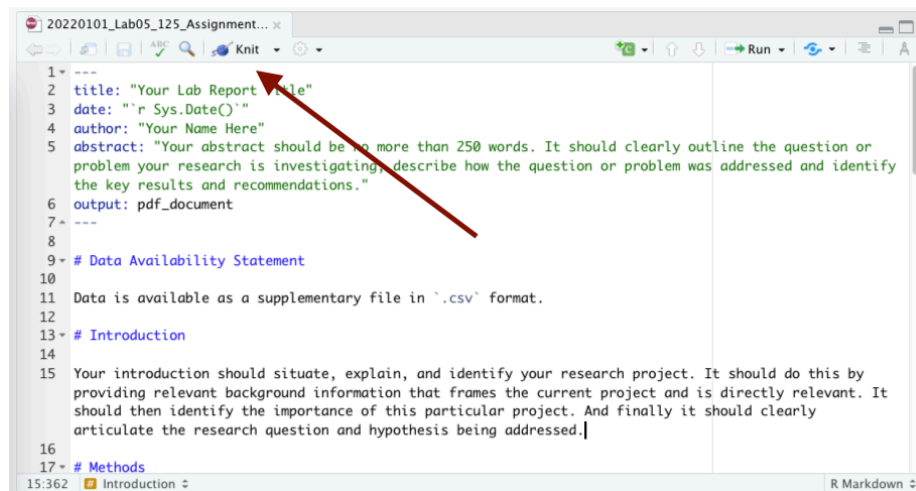 20220101_Lab05_125_Assignment...
ABC Knit Run
1 ---
2 title: "Your Lab Report Title"
3 date: "`r Sys.Date()`"
4 author: "Your Name Here"
5 abstract: "Your abstract should be no more than 250 words. It should clearly outline the question or
problem your research is investigating, describe how the question or problem was addressed and identify
the key results and recommendations."
6 output: pdf_document
7 ---
8
9 # Data Availability Statement
10
11 Data is available as a supplementary file in `.csv` format.
12
13 # Introduction
14
15 Your introduction should situate, explain, and identify your research project. It should do this by
providing relevant background information that frames the current project and is directly relevant. It
should then identify the importance of this particular project. And finally it should clearly
articulate the research question and hypothesis being addressed.
16
17 # Methods
15:362 # Introduction R Markdown